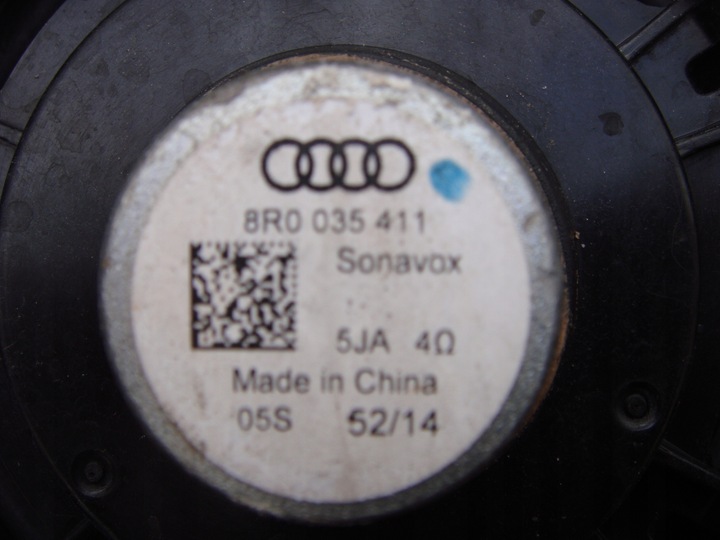 8R0 035 411
Sonavox
5JA 4Ω
Made in China
05S 52/14